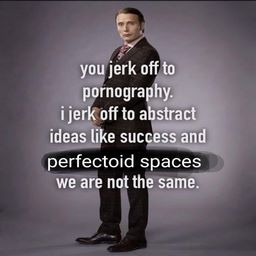 you jerk off to
pornography.
i jerk off to abstract
ideas like success and
perfectoid spaces
we are not the same.